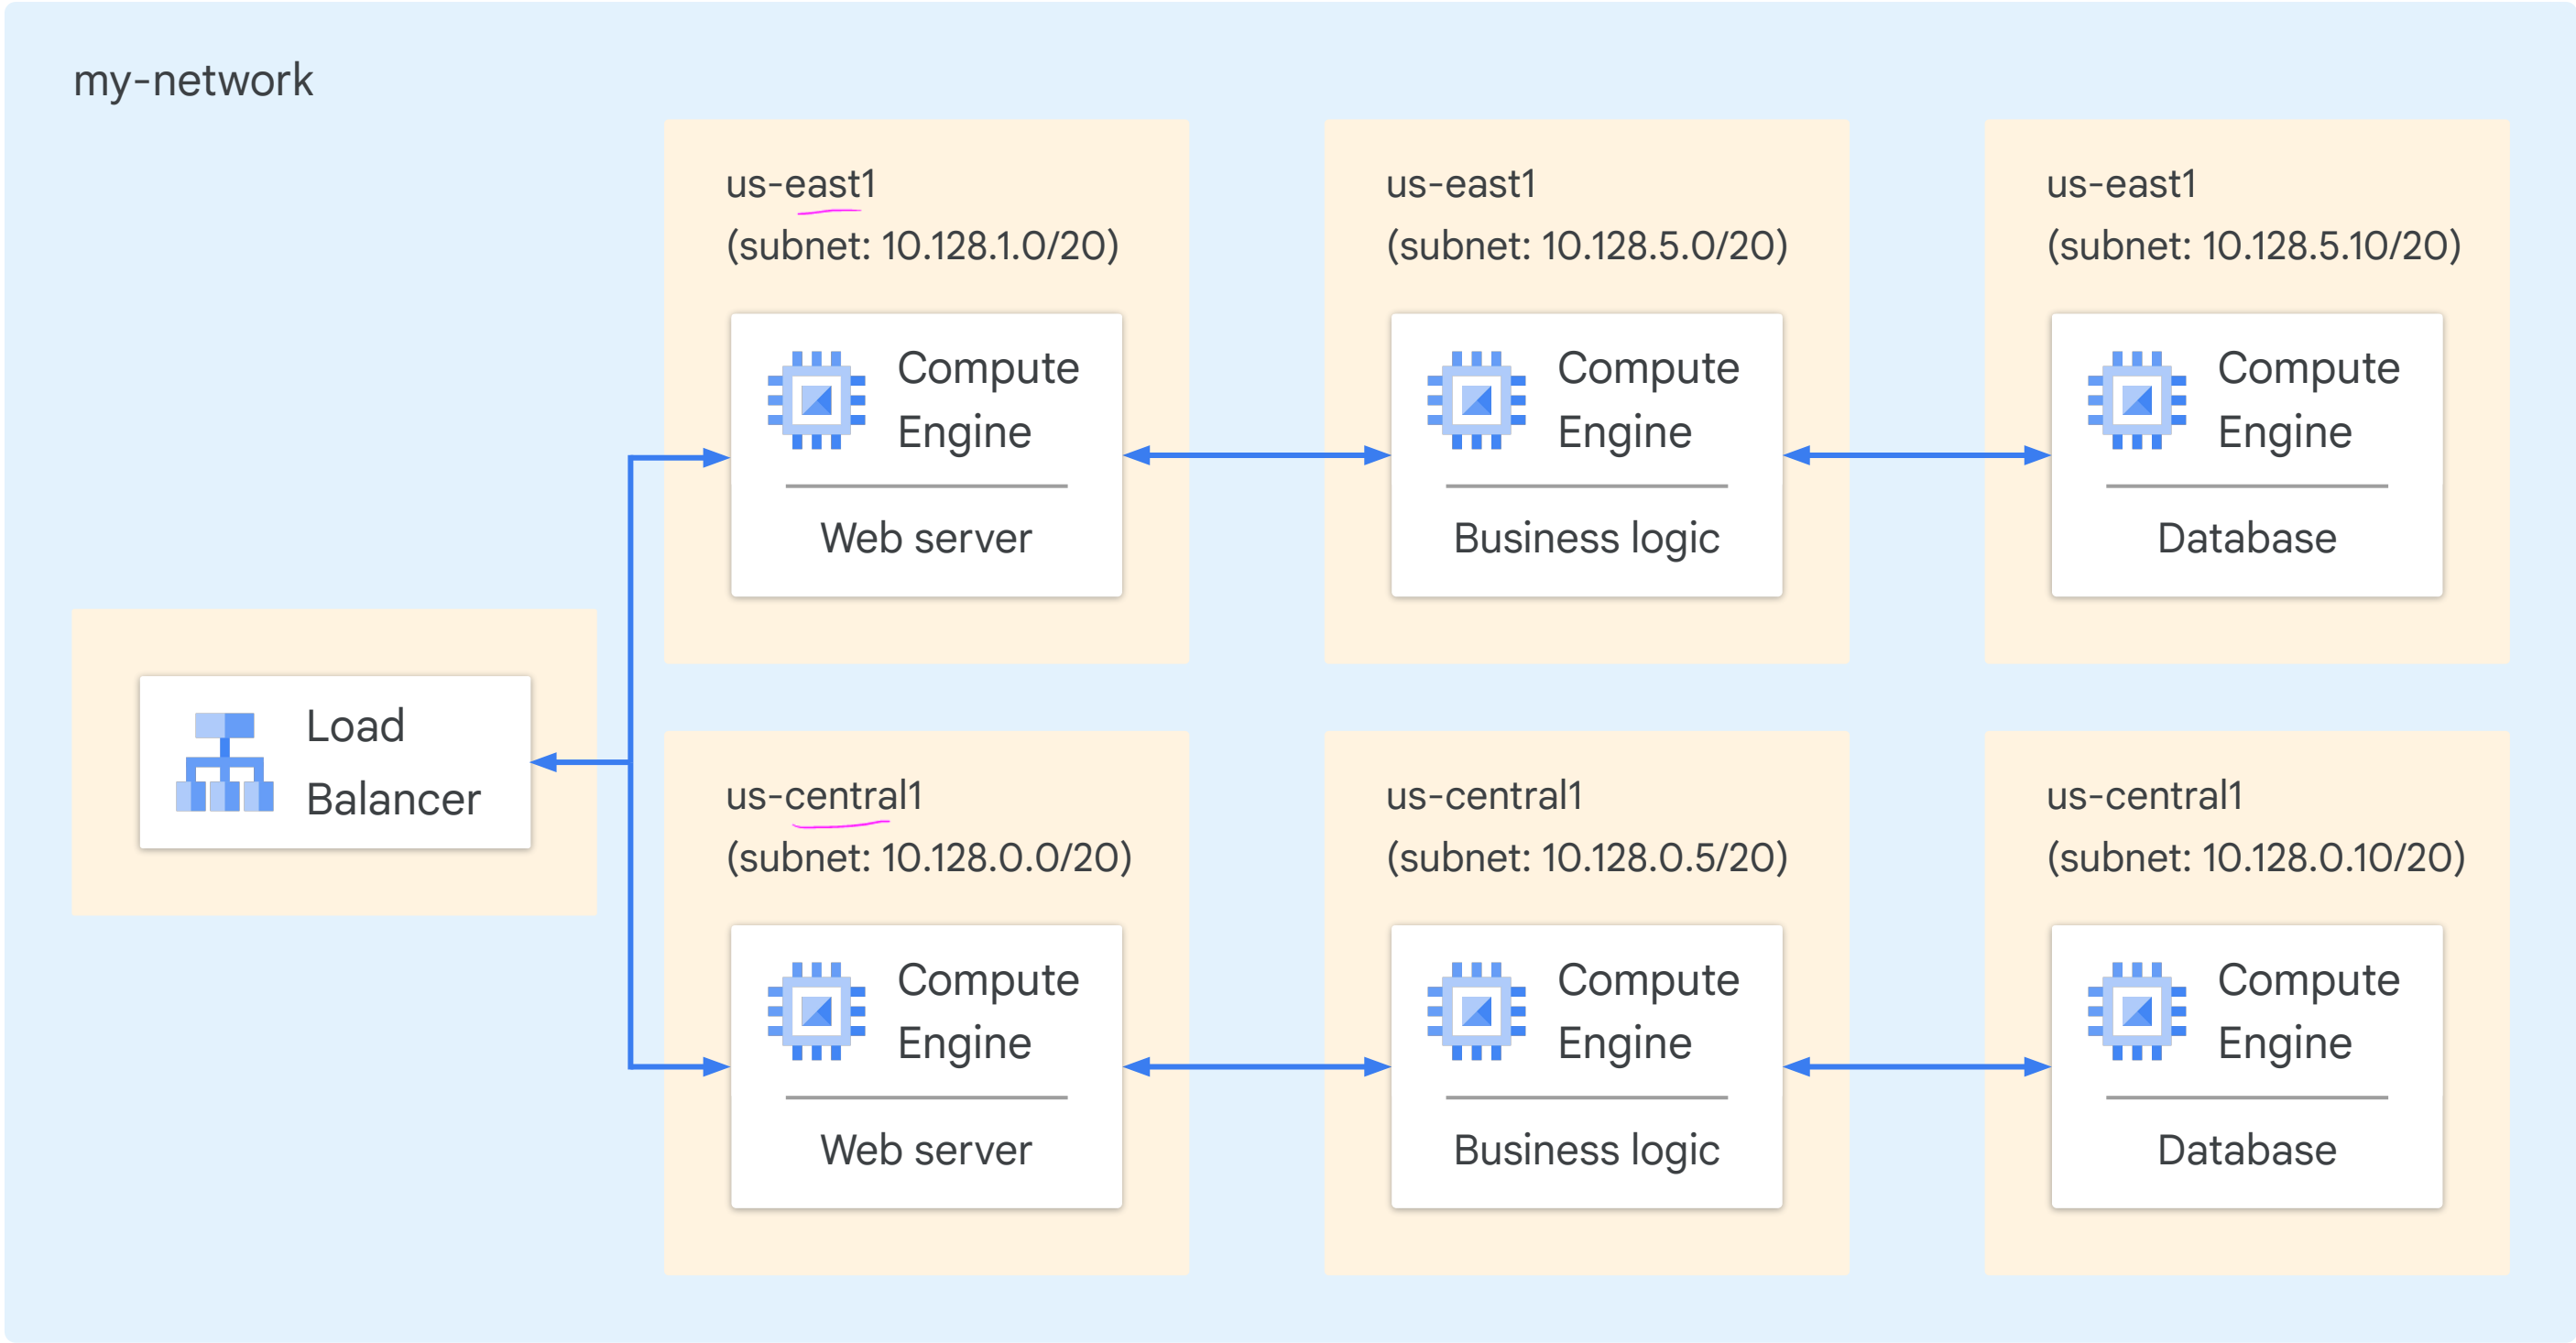 my-network
us-east1
(subnet: 10.128.1.0/20)
Compute
Engine
Web server
us-east1
(subnet: 10.128.5.0/20)
Compute
Engine
Business logic
us-east1
(subnet: 10.128.5.10/20)
Compute
Engine
Database
Load
Balancer
us-central1
(subnet: 10.128.0.0/20)
Compute
Engine
Web server
us-central1
(subnet: 10.128.0.5/20)
Compute
Engine
Business logic
us-central1
(subnet: 10.128.0.10/20)
Compute
Engine
Database